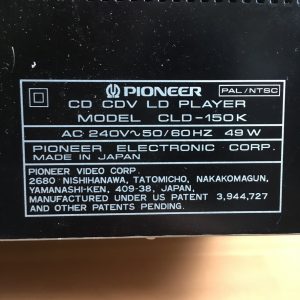 PIONEER PAL/NTSC
CD CDV LD PLAYER
MODEL CLD-150K
AC 240V~50/60HZ 49W
PIONEER ELECTRONIC CORP.
MADE IN JAPAN
PIONEER VIDEO CORP.
2680 NISHIHANAWA, TATOMICHO, NAKAKOMAGUN,
YAMANASHI-KEN, 409-38, JAPAN,
MANUFACTURED UNDER US PATENT 3,944,727
AND OTHER PATENTS PENDING.